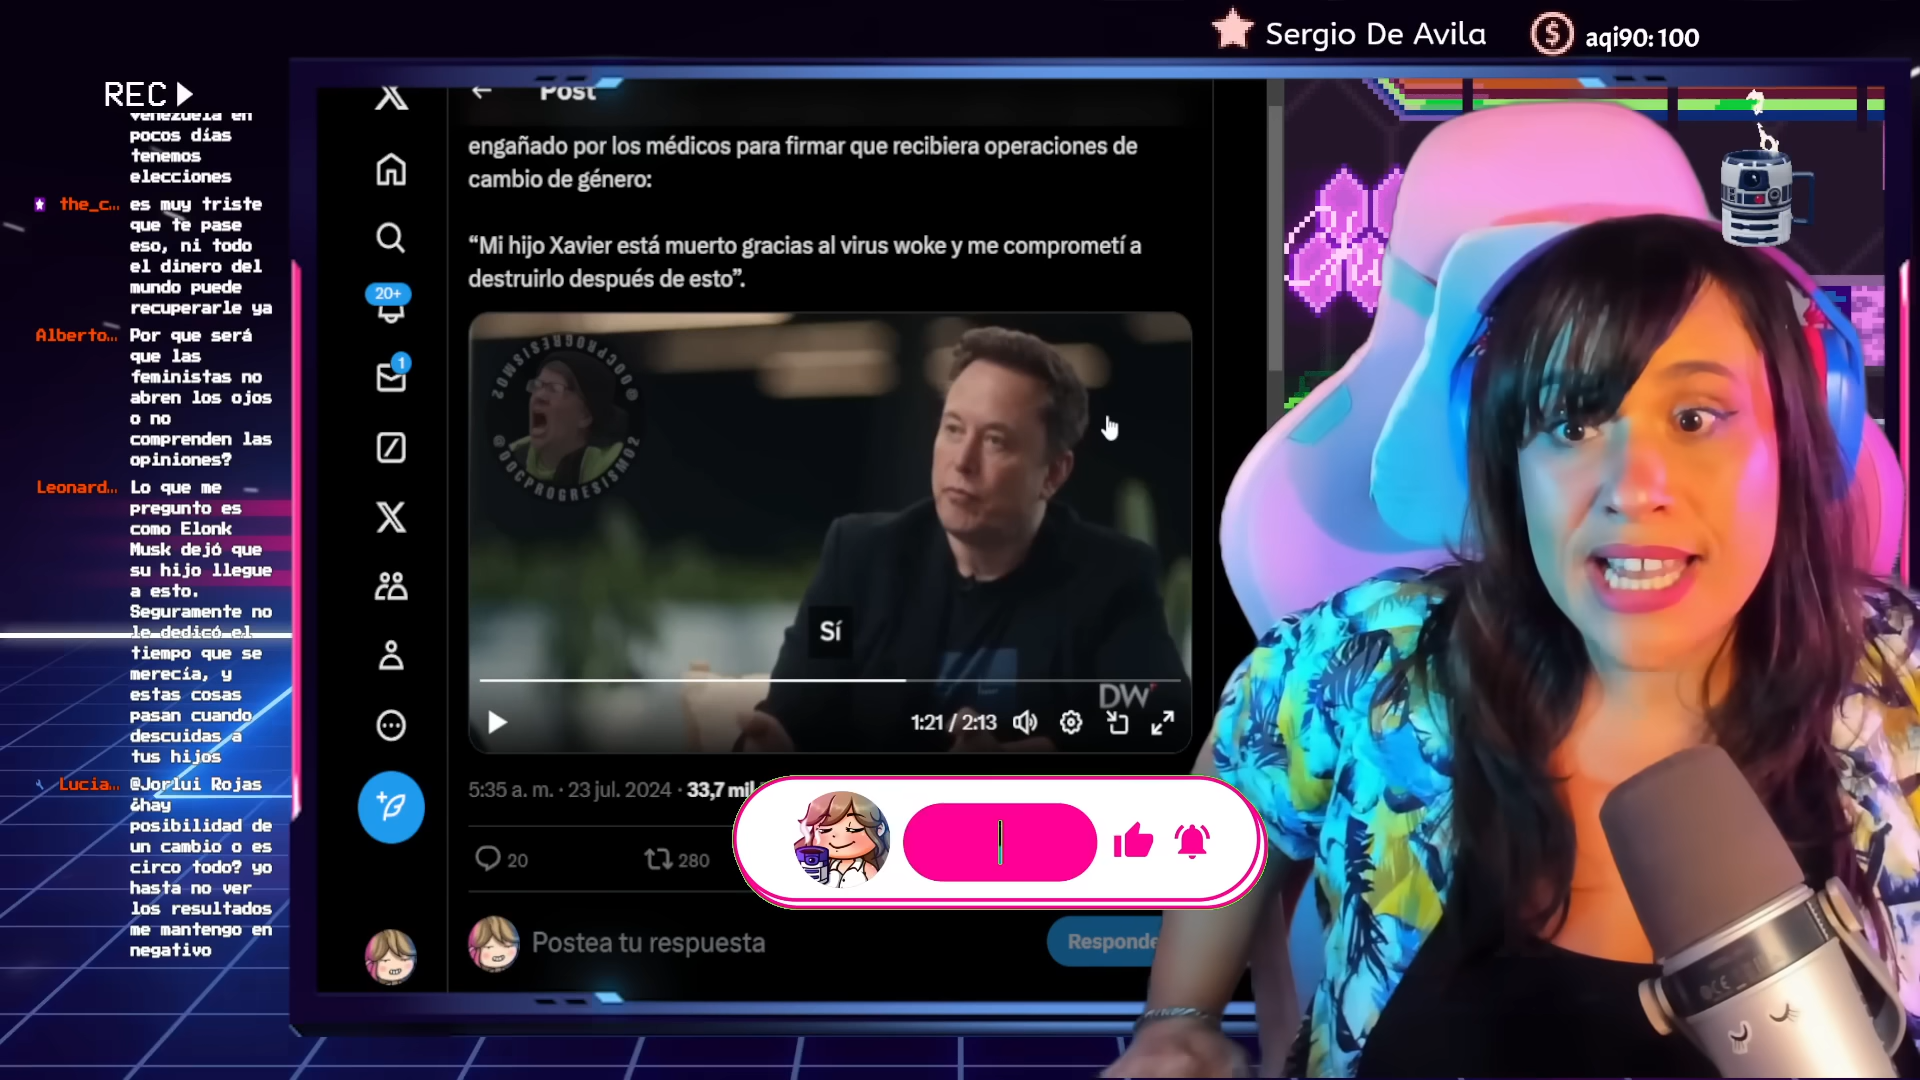 Sergio De Avila
aqi90:100
REC
Post
venezuela en
pocos días
tenemos
elecciones
the_c... es muy triste
que te pase
eso, ni todo
el dinero del
mundo puede
recuperarle ya
Alberto... Por que será
que las
feministas no
abren los ojos
o no
comprenden las
opiniones?
Leonard... Lo que me
pregunto es
como Elonk
Musk dejó que
su hijo llegue
a esto.
Seguramente no
le dedicó el
tiempo que se
merecía, y
estas cosas
pasan cuando
descuidas a
tus hijos
Lucia... @Jorlui Rojas
¿hay
posibilidad de
un cambio o es
circo todo? yo
hasta no ver
los resultados
me mantengo en
negativo
20+
1
engañado por los médicos para firmar que recibiera operaciones de
cambio de género:
“Mi hijo Xavier está muerto gracias al virus woke y me comprometí a
destruirlo después de esto”.
@DOCPROGRESISMO2
@DOCPROGRESISMO2
Sí
DW
1:21 / 2:13
5:35 a. m. · 23 jul. 2024 · 33,7 mil
20
280
Postea tu respuesta
Responde